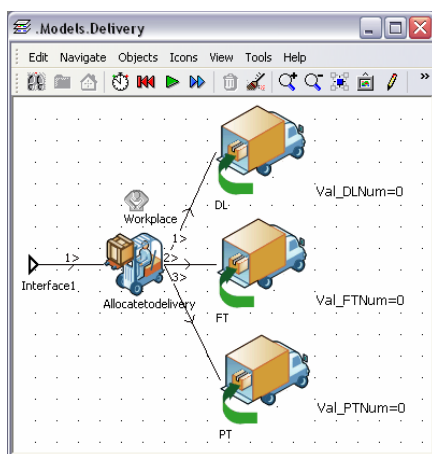 .Models.Delivery
Edit Navigate Objects Icons View Tools Help
»
DL
Val_DLNum=0
Workplace
1>
1>
2>
3>
Interface1
Allocatetodelivery
FT
Val_FTNum=0
PT
Val_PTNum=0